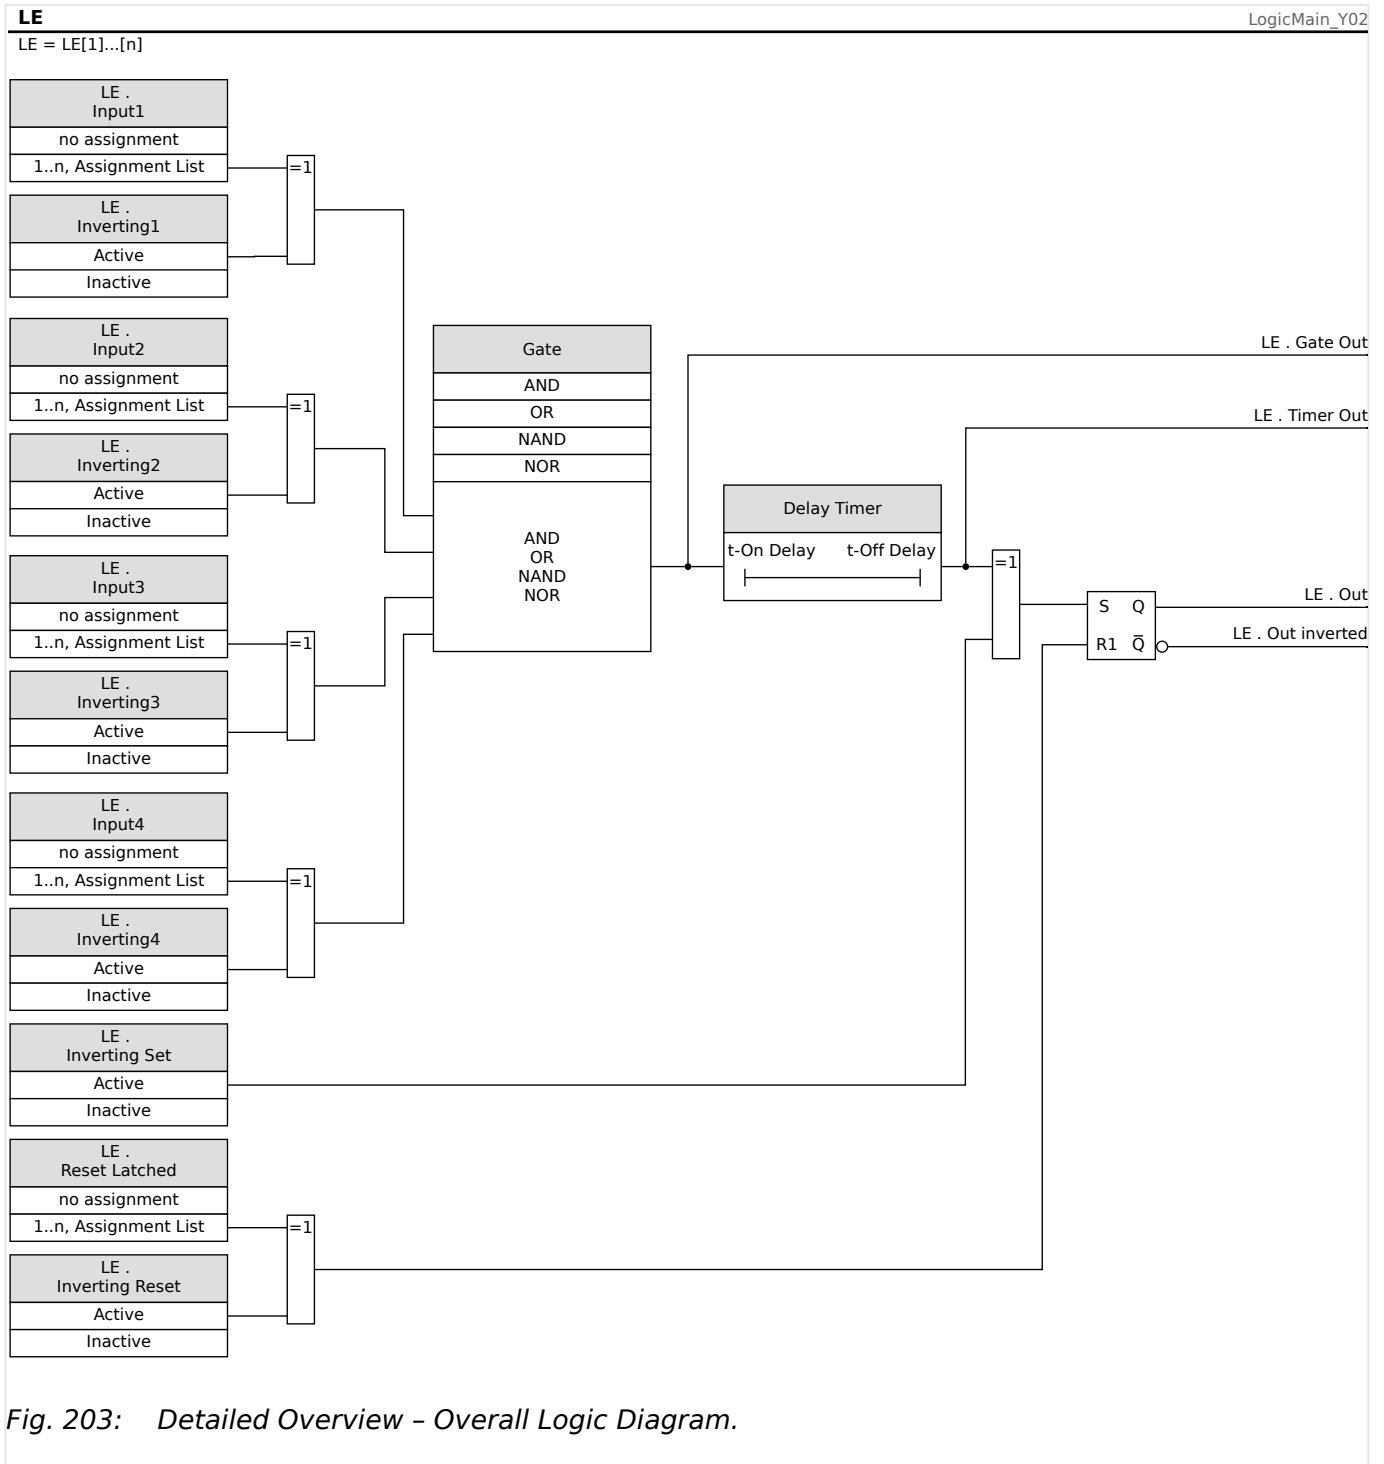 LE
LogicMain_Y02
LE = LE[1]...[n]
LE .
Input1
no assignment
1..n, Assignment List
=1
LE .
Inverting1
Active
Inactive
LE .
Input2
no assignment
1..n, Assignment List
=1
LE .
Inverting2
Active
Inactive
LE .
Input3
no assignment
1..n, Assignment List
=1
LE .
Inverting3
Active
Inactive
LE .
Input4
no assignment
1..n, Assignment List
=1
LE .
Inverting4
Active
Inactive
LE .
Inverting Set
Active
Inactive
LE .
Reset Latched
no assignment
1..n, Assignment List
=1
LE .
Inverting Reset
Active
Inactive
Gate
AND
OR
NAND
NOR
AND
OR
NAND
NOR
Delay Timer
t-On Delay t-Off Delay
=1
S Q
R1 Q̅
LE . Gate Out
LE . Timer Out
LE . Out
LE . Out inverted
Fig. 203: Detailed Overview – Overall Logic Diagram.